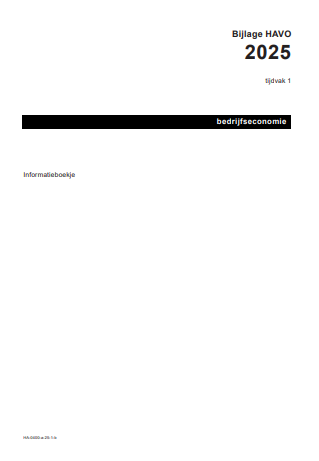 Bijlage HAVO
2025
tijdvak 1
bedrijfseconomie
Informatieboekje